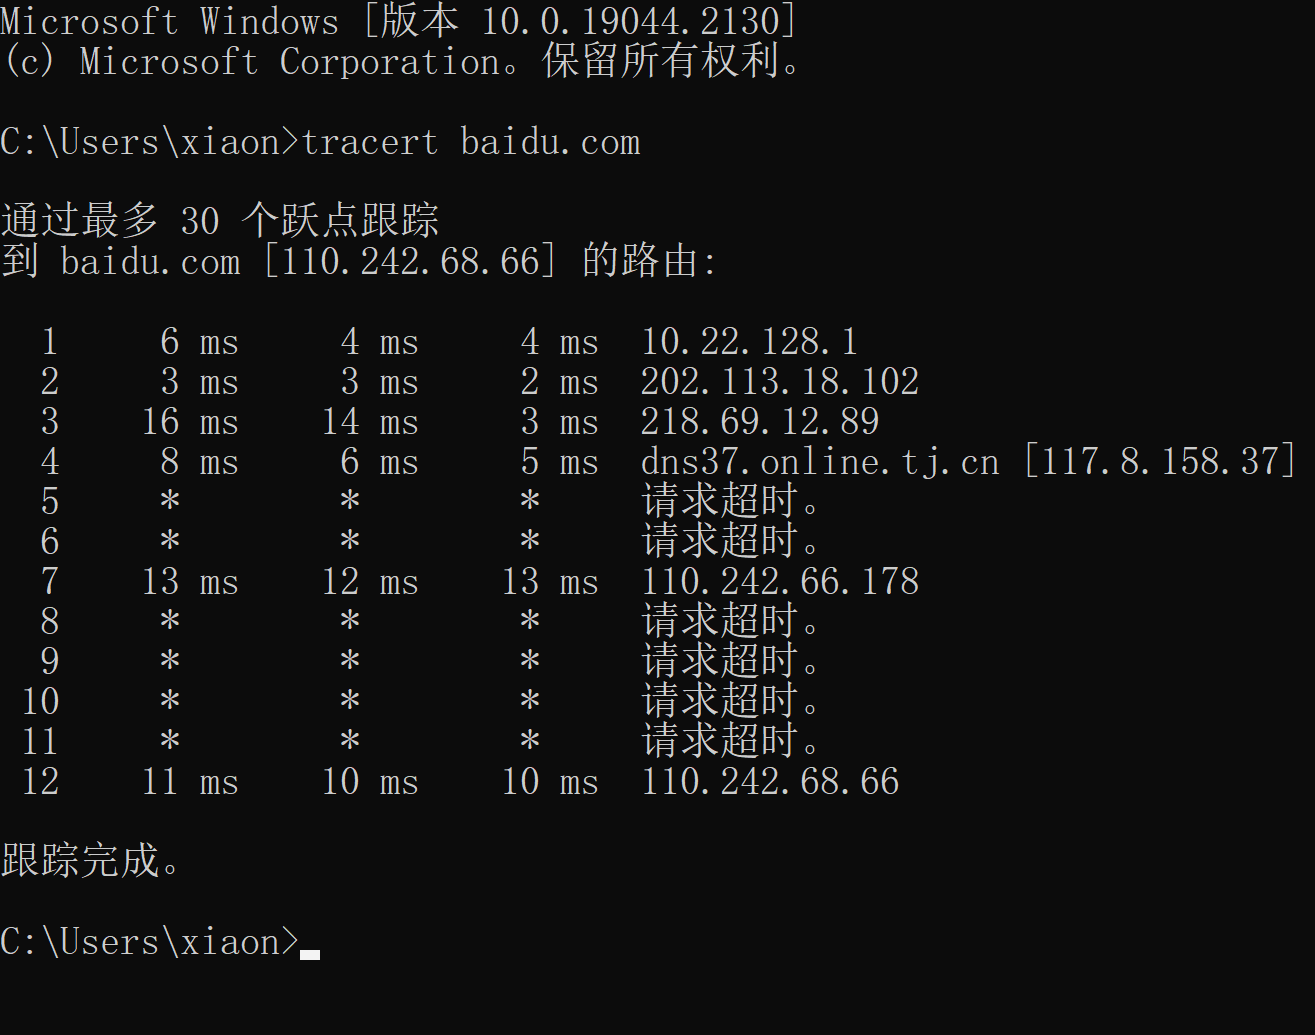 Microsoft Windows [版本 10.0.19044.2130]
(c) Microsoft Corporation。保留所有权利。
C:\Users\xiaon>tracert baidu.com
通过最多 30 个跃点跟踪
到 baidu.com [110.242.68.66] 的路由:
1 6 ms 4 ms 4 ms 10.22.128.1
2 3 ms 3 ms 2 ms 202.113.18.102
3 16 ms 14 ms 3 ms 218.69.12.89
4 8 ms 6 ms 5 ms dns37.online.tj.cn [117.8.158.37]
5 * * * 请求超时。
6 * * * 请求超时。
7 13 ms 12 ms 13 ms 110.242.66.178
8 * * * 请求超时。
9 * * * 请求超时。
10 * * * 请求超时。
11 * * * 请求超时。
12 11 ms 10 ms 10 ms 110.242.68.66
跟踪完成。
C:\Users\xiaon>